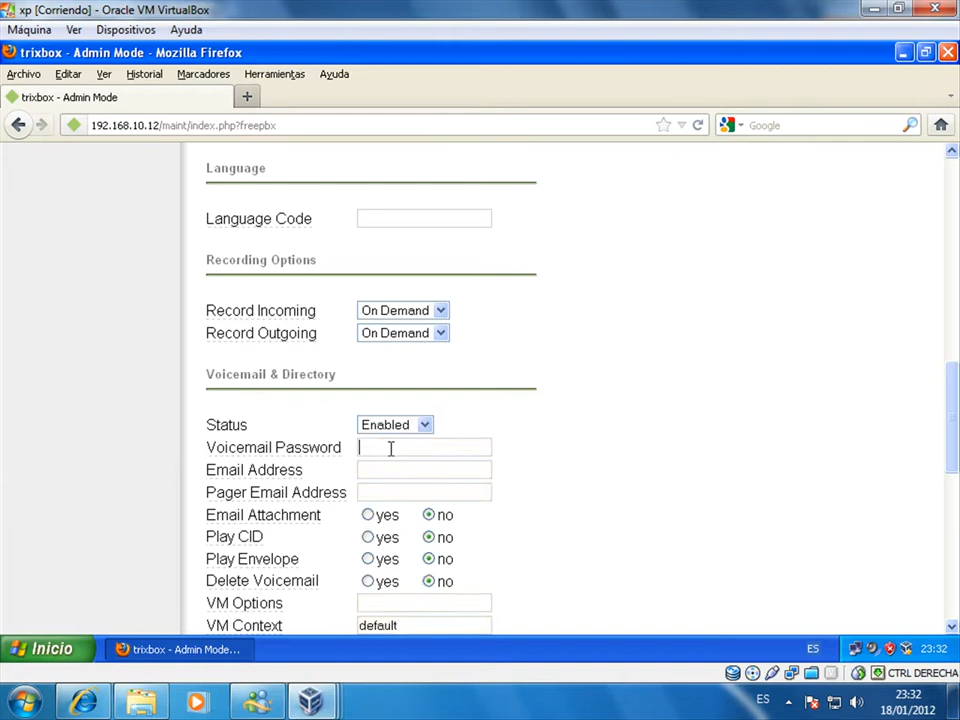 xp [Corriendo] - Oracle VM VirtualBox
Máquina Ver Dispositivos Ayuda
trixbox - Admin Mode - Mozilla Firefox
Archivo Editar Ver Historial Marcadores Herramientas Ayuda
trixbox - Admin Mode
192.168.10.12/maint/index.php?freepbx
Google
Language
Language Code
Recording Options
Record Incoming On Demand
Record Outgoing On Demand
Voicemail & Directory
Status Enabled
Voicemail Password
Email Address
Pager Email Address
Email Attachment yes no
Play CID yes no
Play Envelope yes no
Delete Voicemail yes no
VM Options
VM Context default
Inicio trixbox - Admin Mode... ES 23:32
CTRL DERECHA
ES 23:32
18/01/2012